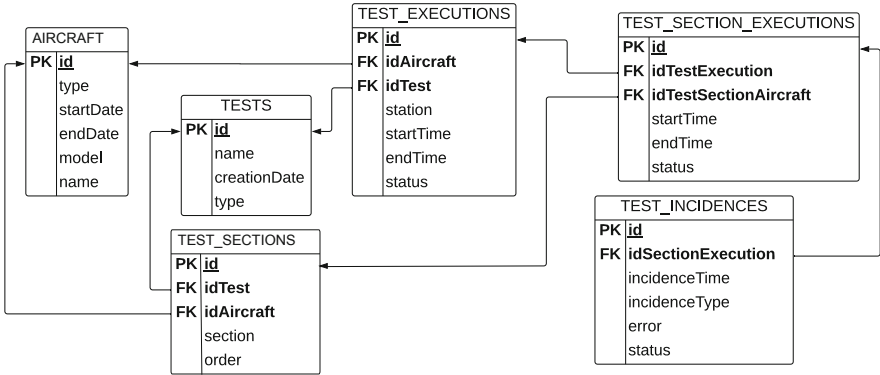 AIRCRAFT
PK id
type
startDate
endDate
model
name
TESTS
PK id
name
creationDate
type
TEST_SECTIONS
PK id
FK idTest
FK idAircraft
section
order
TEST_EXECUTIONS
PK id
FK idAircraft
FK idTest
station
startTime
endTime
status
TEST_SECTION_EXECUTIONS
PK id
FK idTestExecution
FK idTestSectionAircraft
startTime
endTime
status
TEST_INCIDENCES
PK id
FK idSectionExecution
incidenceTime
incidenceType
error
status